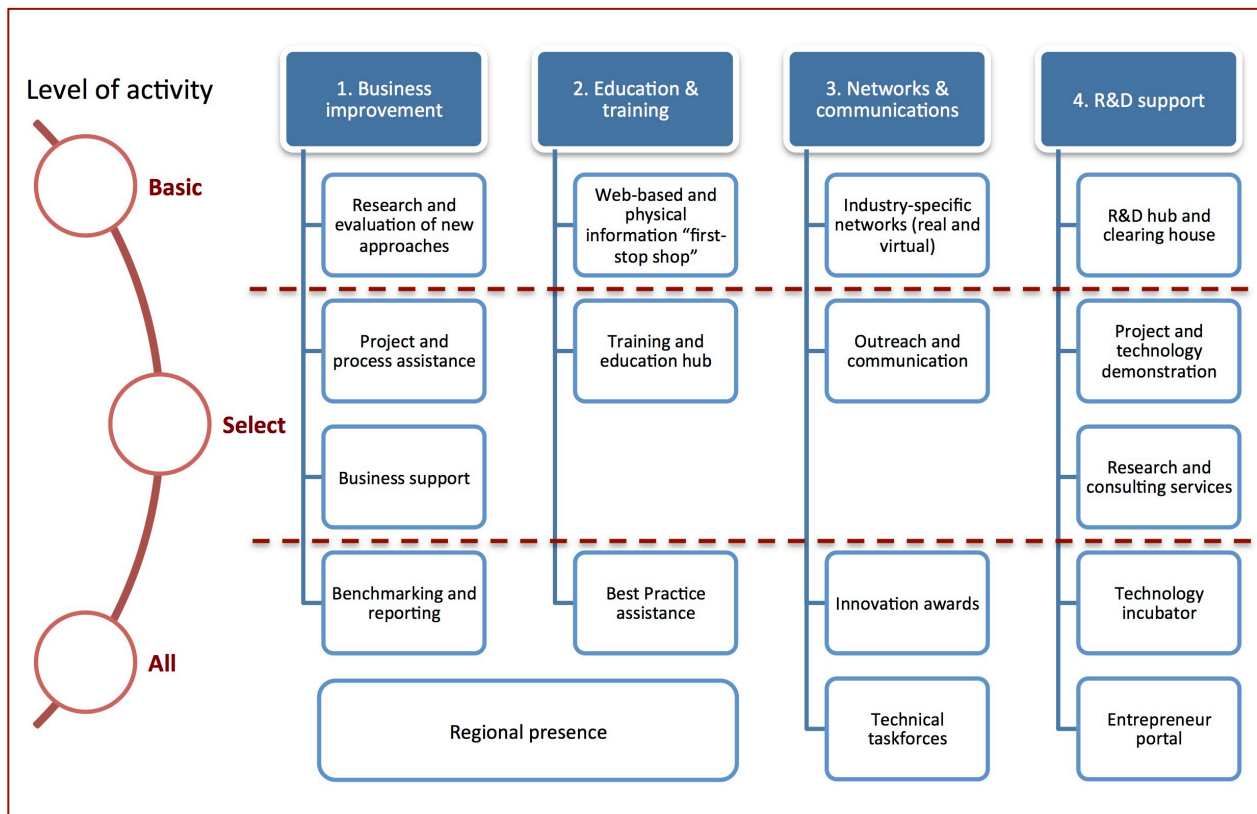 Level of activity
Basic
Select
All
1. Business
improvement
Research and
evaluation of new
approaches
Project and
process assistance
Business support
Benchmarking and
reporting
2. Education &
training
Web-based and
physical
information “first-
stop shop”
Training and
education hub
Best Practice
assistance
Regional presence
3. Networks &
communications
Industry-specific
networks (real and
virtual)
Outreach and
communication
Innovation awards
Technical
taskforces
4. R&D support
R&D hub and
clearing house
Project and
technology
demonstration
Research and
consulting services
Technology
incubator
Entrepreneur
portal